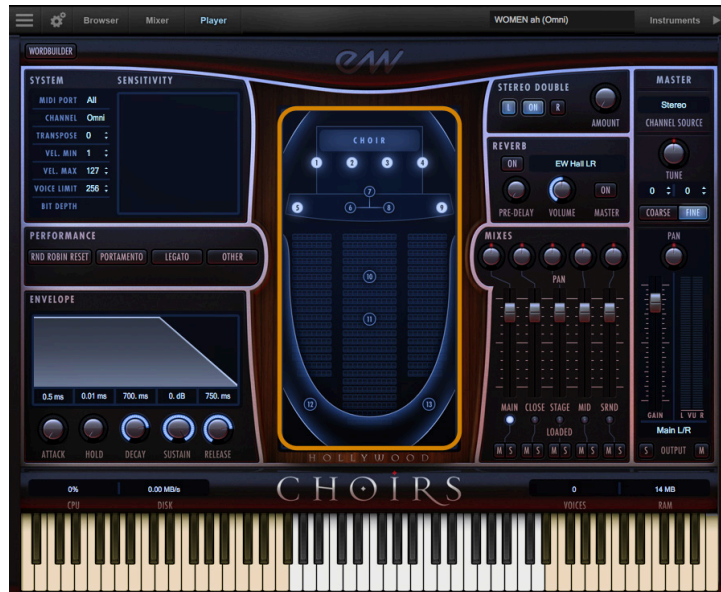 Browser Mixer Player WOMEN ah (Omni) Instruments
WORDBUILDER
EW
SYSTEM SENSITIVITY
MIDI PORT All
CHANNEL Omni
TRANSPOSE 0
VEL. MIN 1
VEL. MAX 127
VOICE LIMIT 256
BIT DEPTH
PERFORMANCE
RND ROBIN RESET PORTAMENTO LEGATO OTHER
ENVELOPE
0.5 ms 0.01 ms 700. ms 0. dB 750. ms
ATTACK HOLD DECAY SUSTAIN RELEASE
CHOIR
1 2 3 4
7
5 6 8 9
10
11
12 13
HOLLYWOOD
CHOIRS
STEREO DOUBLE
L ON R
AMOUNT
REVERB
ON EW Hall LR
ON
PRE-DELAY VOLUME MASTER
MIXES
PAN
MAIN CLOSE STAGE MID SRND
LOADED
M S M S M S M S M S
MASTER
Stereo
CHANNEL SOURCE
TUNE
0 0
COARSE FINE
PAN
GAIN L VU R
Main L/R
S OUTPUT M
0% 0.00 MB/s
CPU DISK
0 14 MB
VOICES RAM